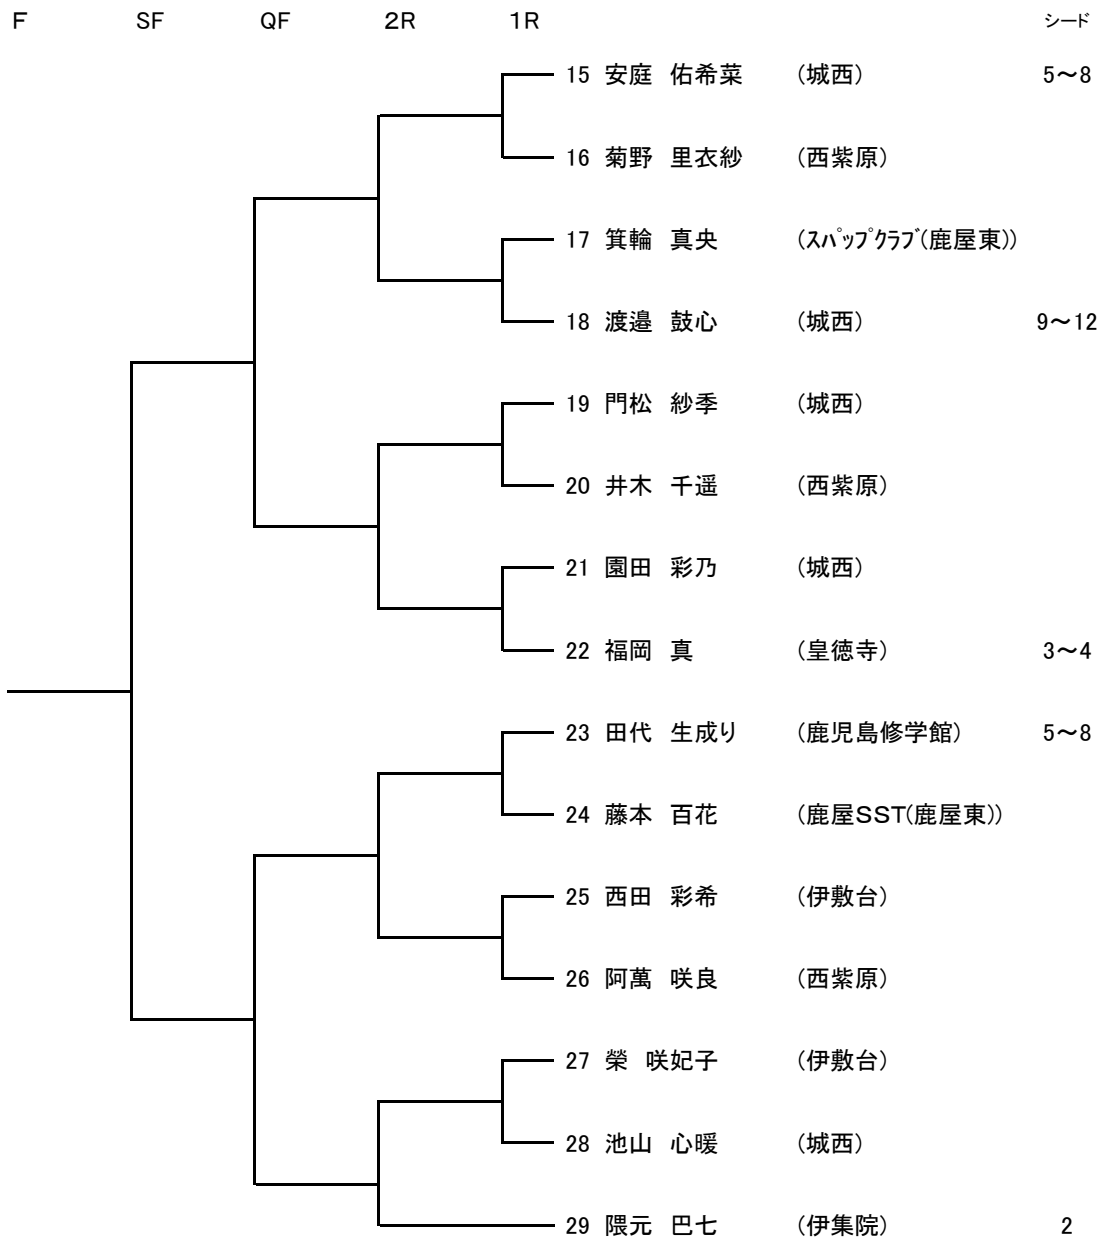 F SF QF 2R 1R シード
15 安庭 佑希菜 (城西) 5～8
16 菊野 里衣紗 (西紫原)
17 箕輪 真央 (ｽﾊﾟｯﾌﾟｸﾗﾌﾞ(鹿屋東))
18 渡邉 鼓心 (城西) 9～12
19 門松 紗季 (城西)
20 井木 千遥 (西紫原)
21 園田 彩乃 (城西)
22 福岡 真 (皇徳寺) 3～4
23 田代 生成り (鹿児島修学館) 5～8
24 藤本 百花 (鹿屋SST(鹿屋東))
25 西田 彩希 (伊敷台)
26 阿萬 咲良 (西紫原)
27 榮 咲妃子 (伊敷台)
28 池山 心暖 (城西)
29 隈元 巴七 (伊集院) 2